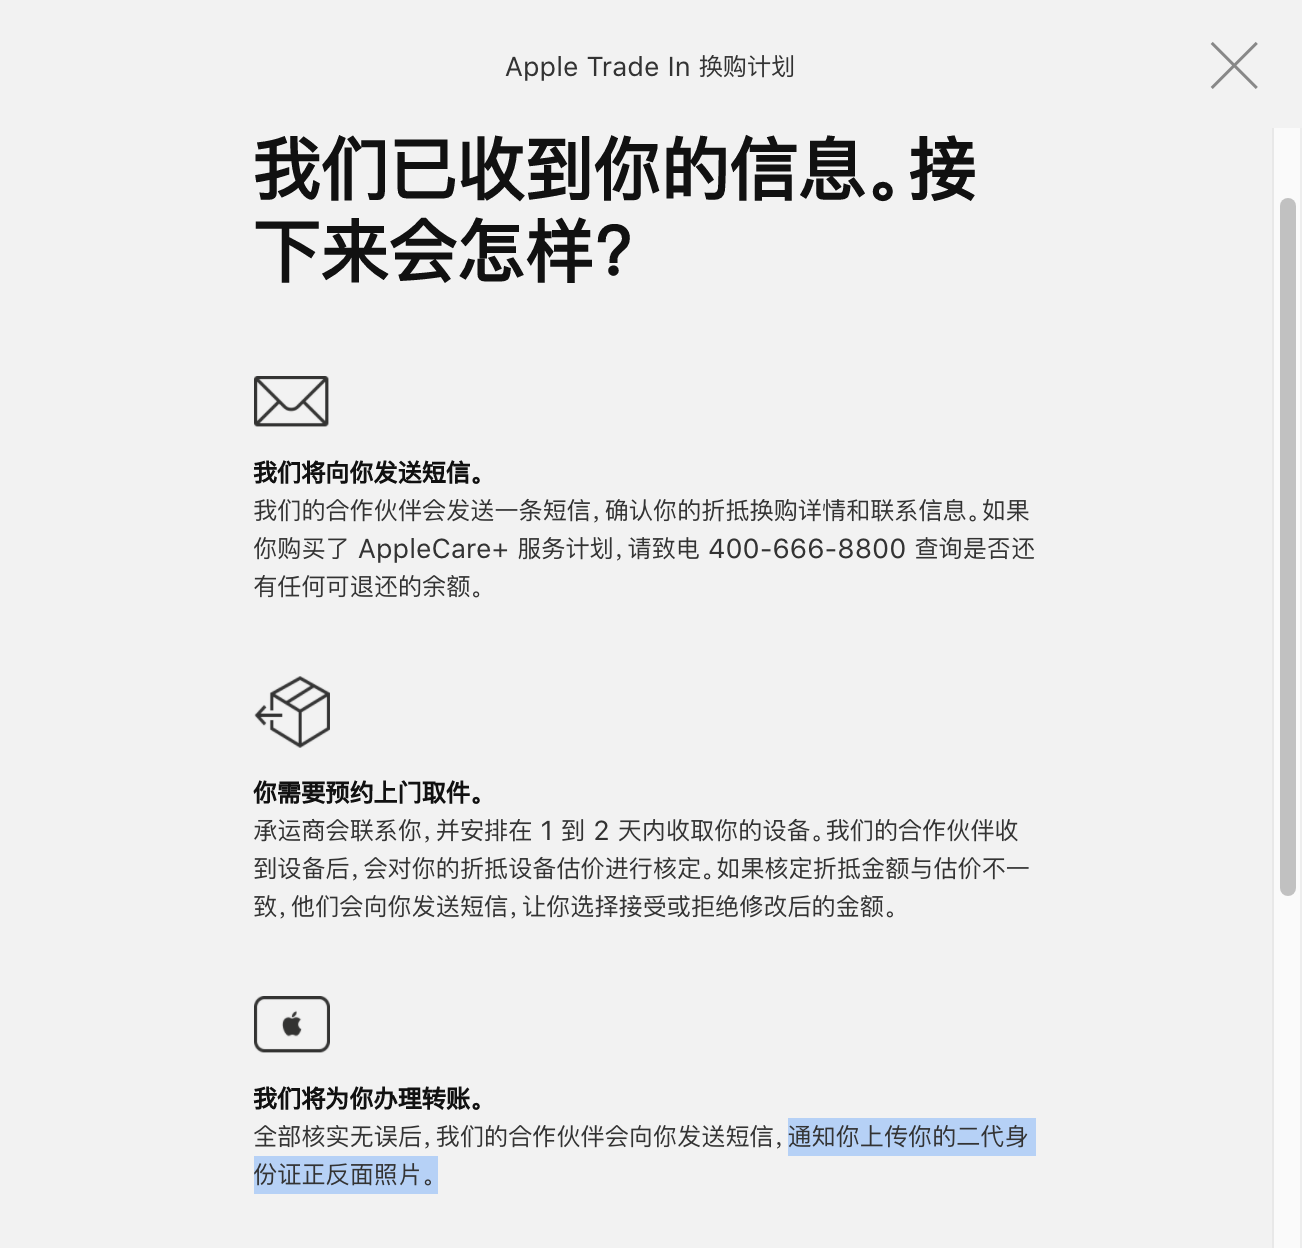 Apple Trade In 换购计划
我们已收到你的信息。接
下来会怎样？
我们将向你发送短信。
我们的合作伙伴会发送一条短信，确认你的折抵换购详情和联系信息。如果
你购买了 AppleCare+ 服务计划，请致电 400-666-8800 查询是否还
有任何可退还的余额。
你需要预约上门取件。
承运商会联系你，并安排在 1 到 2 天内收取你的设备。我们的合作伙伴收
到设备后，会对你的折抵设备估价进行核定。如果核定折抵金额与估价不一
致，他们会向你发送短信，让你选择接受或拒绝修改后的金额。
我们将为你办理转账。
全部核实无误后，我们的合作伙伴会向你发送短信，通知你上传你的二代身
份证正反面照片。